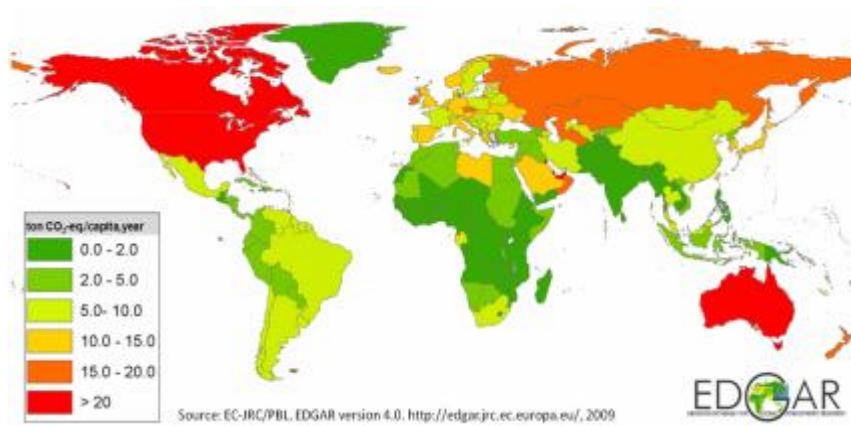 ton CO₂-eq./capita,year
0.0 - 2.0
2.0 - 5.0
5.0- 10.0
10.0 - 15.0
15.0 - 20.0
> 20
Source: EC-JRC/PBL. EDGAR version 4.0. http://edgar.jrc.ec.europa.eu/, 2009
EDGAR